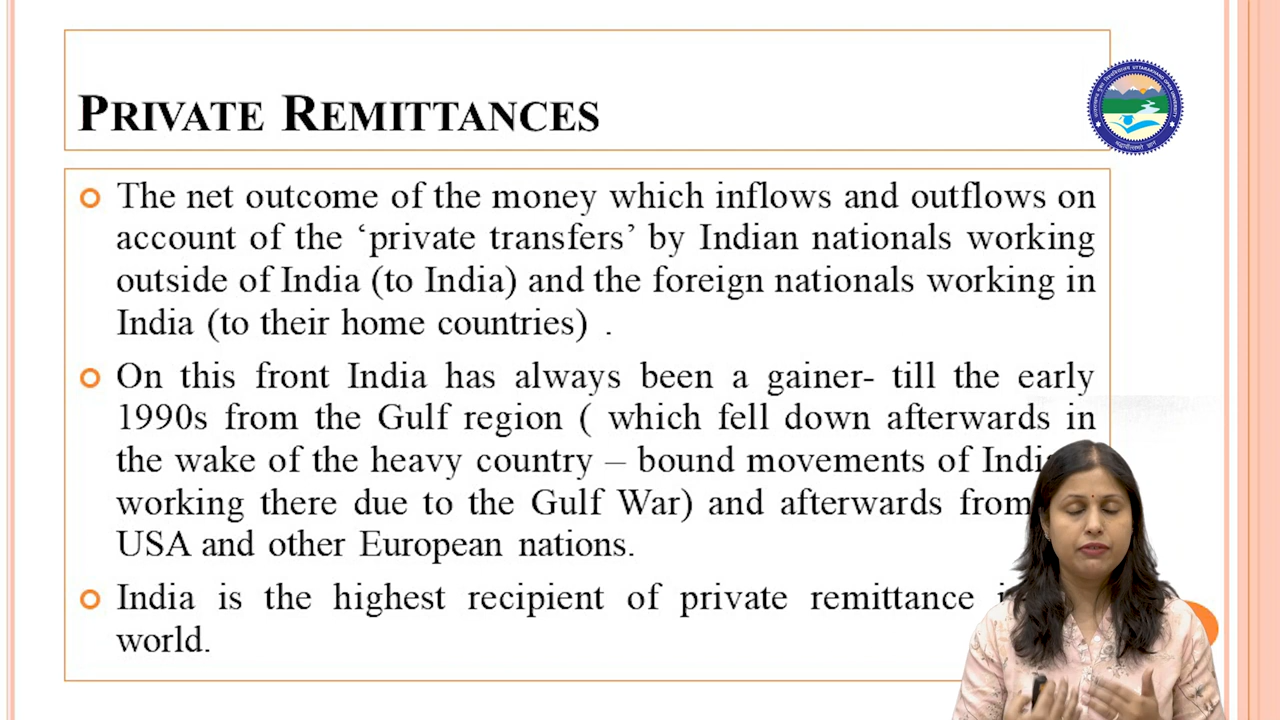 PRIVATE REMITTANCES
The net outcome of the money which inflows and outflows on
account of the ‘private transfers’ by Indian nationals working
outside of India (to India) and the foreign nationals working in
India (to their home countries) .
On this front India has always been a gainer- till the early
1990s from the Gulf region ( which fell down afterwards in
the wake of the heavy country – bound movements of
working there due to the Gulf War) and afterwards from
USA and other European nations.
India is the highest recipient of private remittance
world.